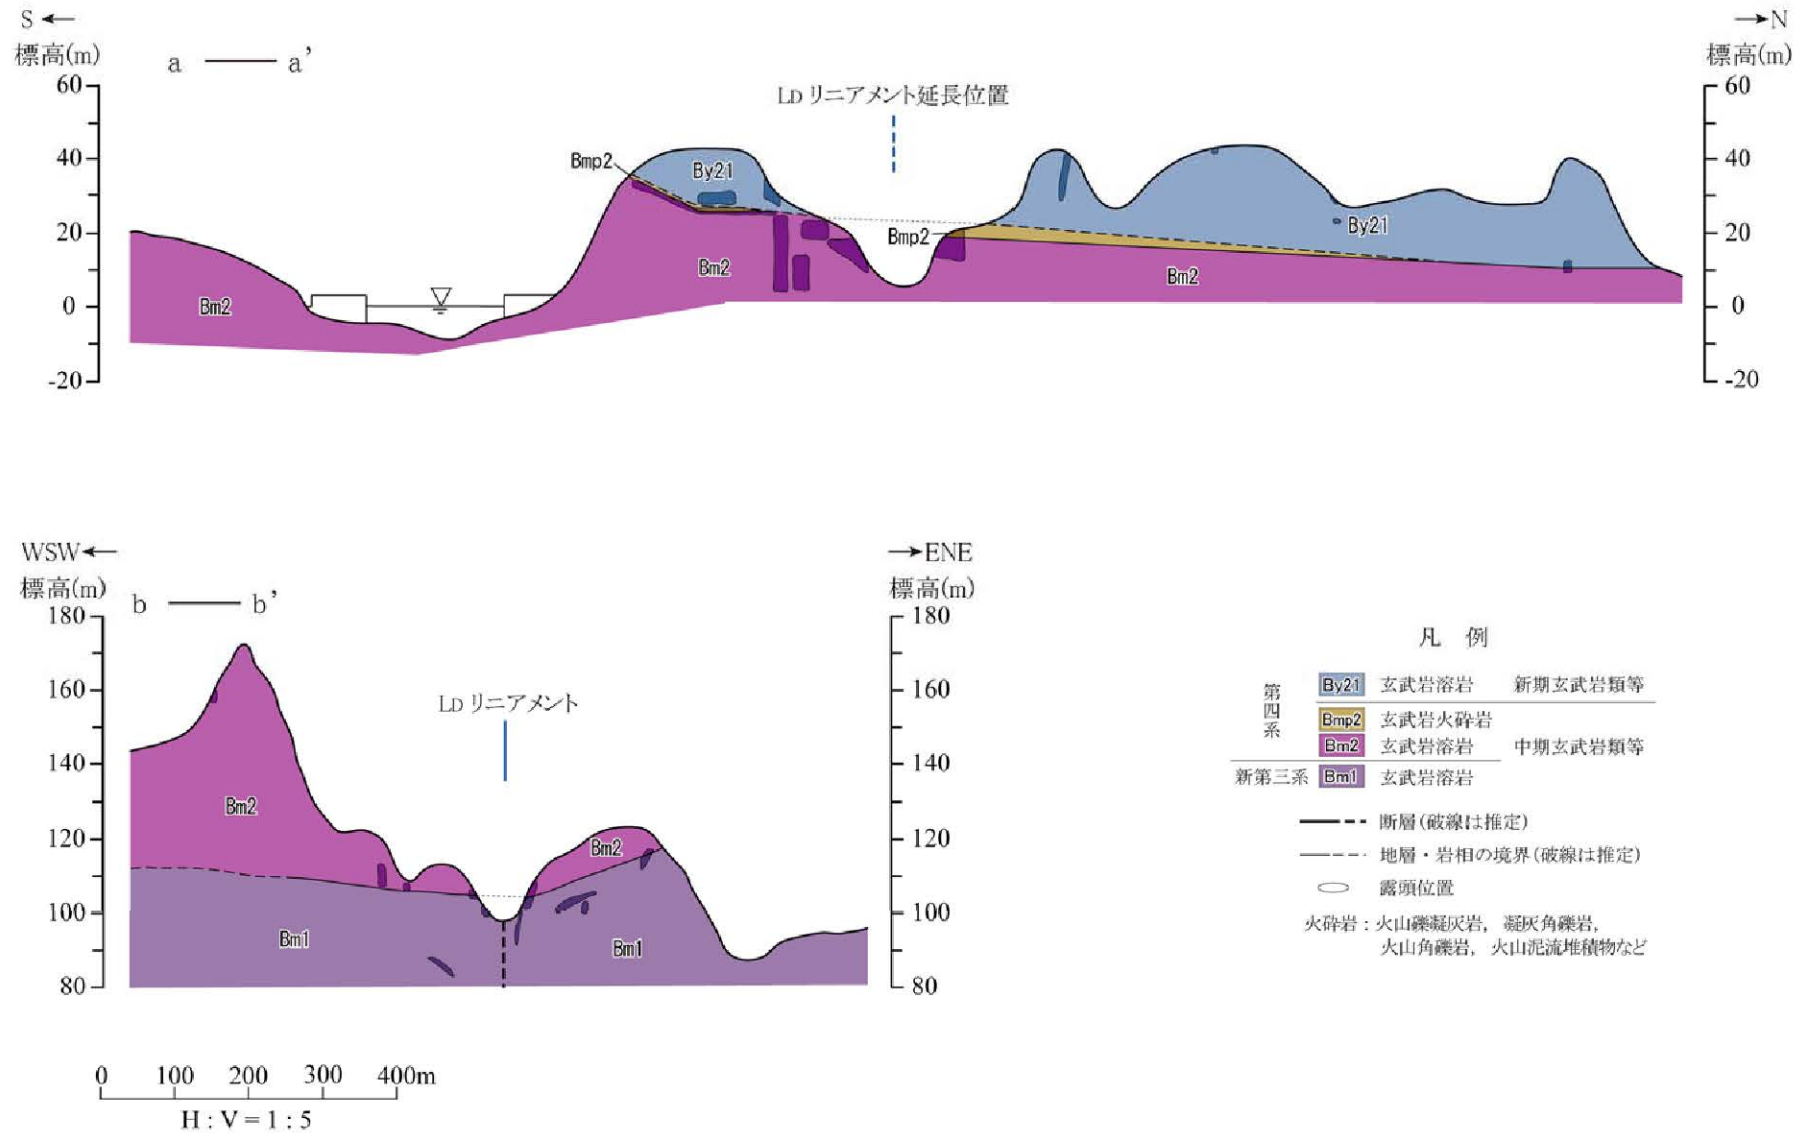 S ←
→N
標高(m)
標高(m)
a —— a’
60
60
LD リニアメント延長位置
40
40
Bmp2
By21
20
20
Bmp2
By21
Bm2
Bm2
Bm2
0
0
-20
-20
WSW←
→ENE
標高(m)
標高(m)
b —— b’
180
180
凡 例
160
160
LD リニアメント
第四系
By21 玄武岩溶岩 新期玄武岩類等
Bmp2 玄武岩火砕岩
Bm2 玄武岩溶岩 中期玄武岩類等
新第三系 Bm1 玄武岩溶岩
140
140
Bm2
断層(破線は推定)
120
120
Bm2
地層・岩相の境界(破線は推定)
露頭位置
100
100
火砕岩：火山礫凝灰岩, 凝灰角礫岩,
火山角礫岩, 火山泥流堆積物など
Bm1
Bm1
80
80
0 100 200 300 400m
H : V = 1 : 5